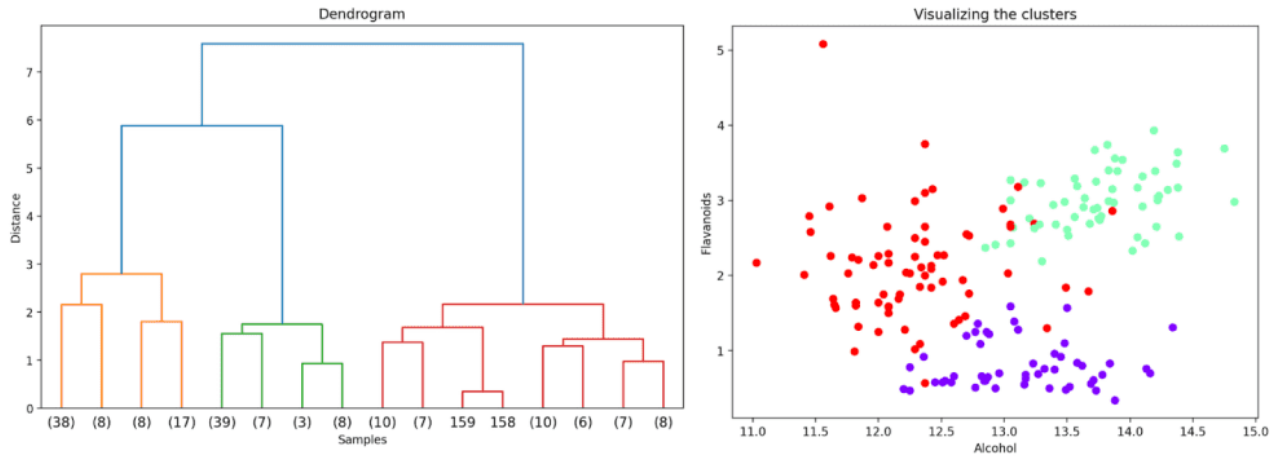 Dendrogram
7
6
5
4
3
2
1
0
Distance
(38) (8) (8) (17) (39) (7) (3) (8) (10) (7) 159 158 (10) (6) (7) (8)
Samples
Visualizing the clusters
5
4
3
2
1
Flavanoids
11.0 11.5 12.0 12.5 13.0 13.5 14.0 14.5 15.0
Alcohol